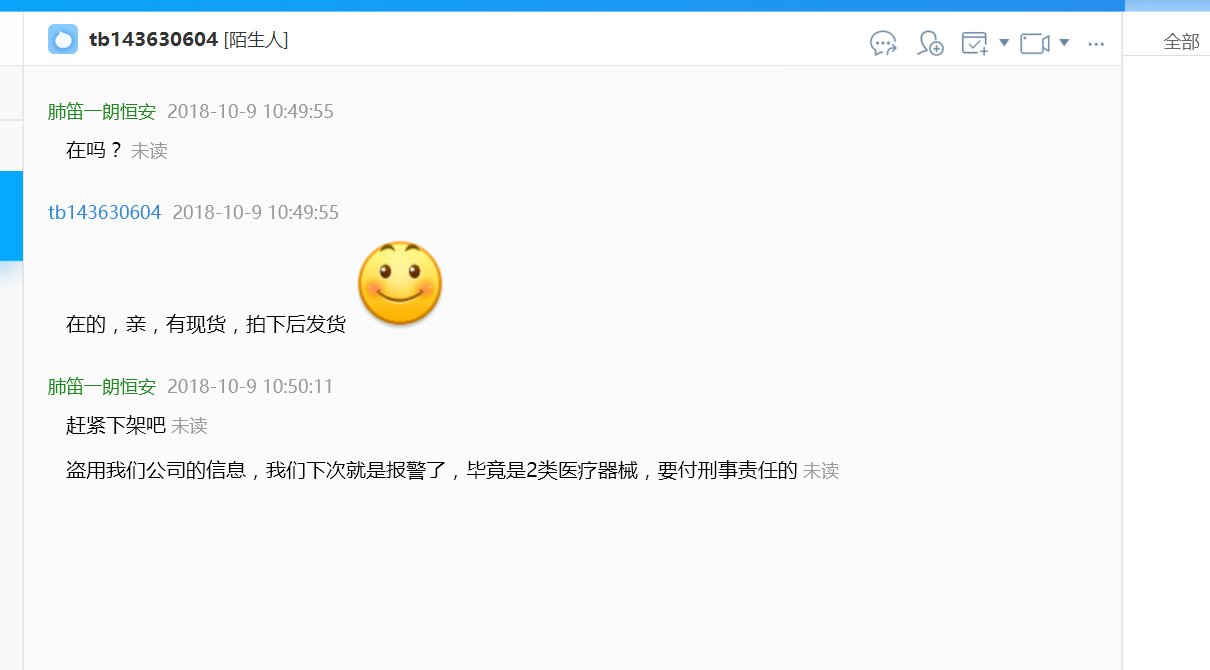 tb143630604 [陌生人]
全部
肺笛一朗恒安 2018-10-9 10:49:55
在吗？ 未读
tb143630604 2018-10-9 10:49:55
在的，亲，有现货，拍下后发货
肺笛一朗恒安 2018-10-9 10:50:11
赶紧下架吧 未读
盗用我们公司的信息，我们下次就是报警了，毕竟是2类医疗器械，要付刑事责任的 未读